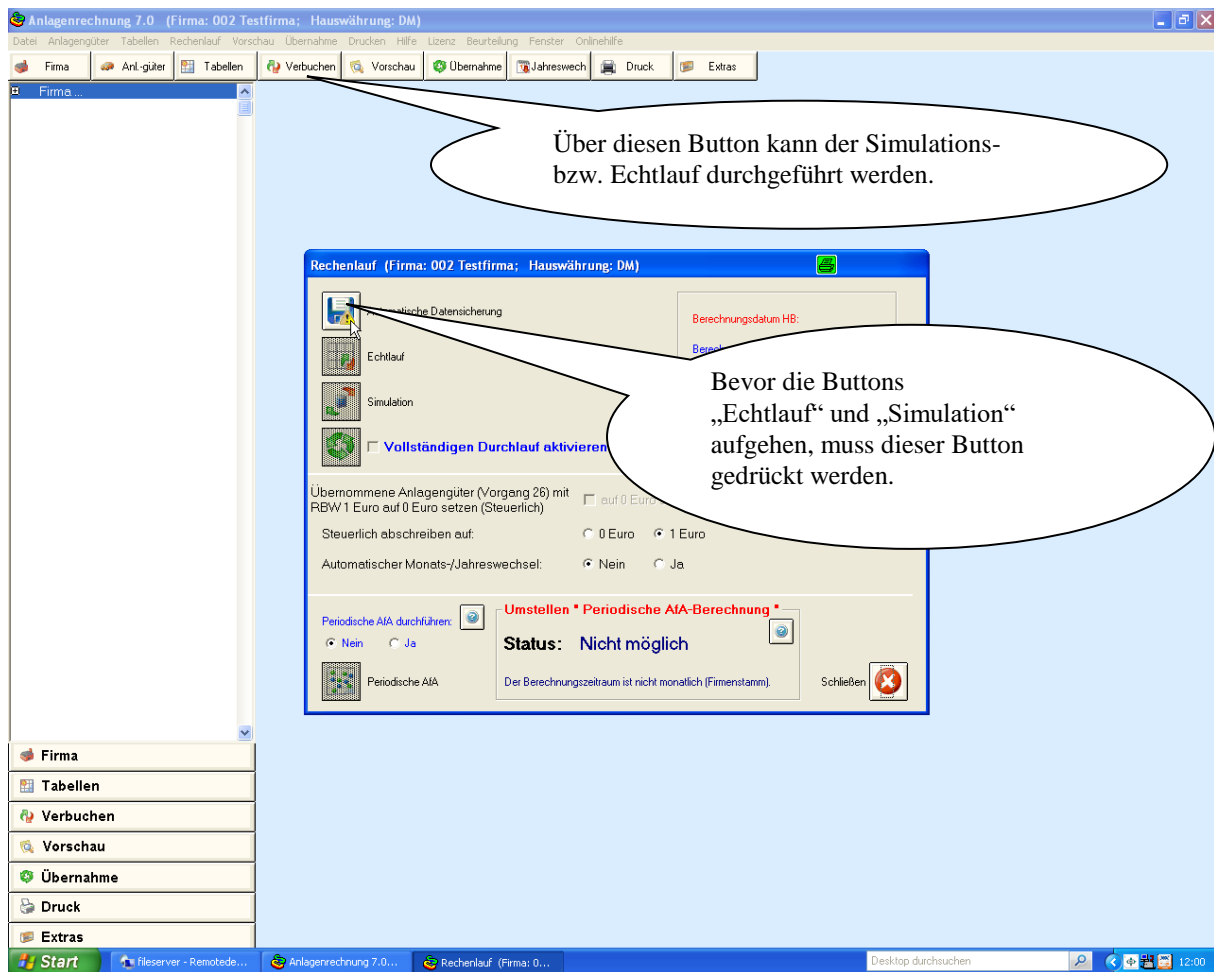 Anlagenrechnung 7.0 (Firma: 002 Testfirma; Hauswährung: DM)
Datei Anlagengüter Tabellen Rechenlauf Vorschau Übernahme Drucken Hilfe Lizenz Beurteilung Fenster Onlinehilfe
Firma Anl.-güter Tabellen Verbuchen Vorschau Übernahme Jahreswech Druck Extras
Firma ...
Über diesen Button kann der Simulations-
bzw. Echtlauf durchgeführt werden.
Rechenlauf (Firma: 002 Testfirma; Hauswährung: DM)
Datensicherung
Berechnungsdatum HB:
Echtlauf
Simulation
Vollständigen Durchlauf aktivieren
Bevor die Buttons
„Echtlauf“ und „Simulation“
aufgehen, muss dieser Button
gedrückt werden.
Übernommene Anlagengüter (Vorgang 26) mit
RBW 1 Euro auf 0 Euro setzen (Steuerlich)
auf 0 Euro
Steuerlich abschreiben auf: 0 Euro 1 Euro
Automatischer Monats-/Jahreswechsel: Nein Ja
Periodische AfA durchführen:
Nein Ja
Periodische AfA
Umstellen " Periodische AfA-Berechnung "
Status: Nicht möglich
Der Berechnungszeitraum ist nicht monatlich (Firmenstamm).
Schließen
Firma
Tabellen
Verbuchen
Vorschau
Übernahme
Druck
Extras
Start fileserver - Remotede... Anlagenrechnung 7.0... Rechenlauf (Firma: 0... Desktop durchsuchen 12:00